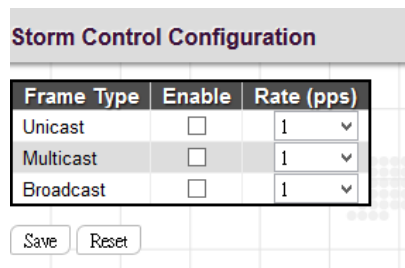 Storm Control Configuration
Frame Type Enable Rate (pps)
Unicast 1
Multicast 1
Broadcast 1
Save Reset